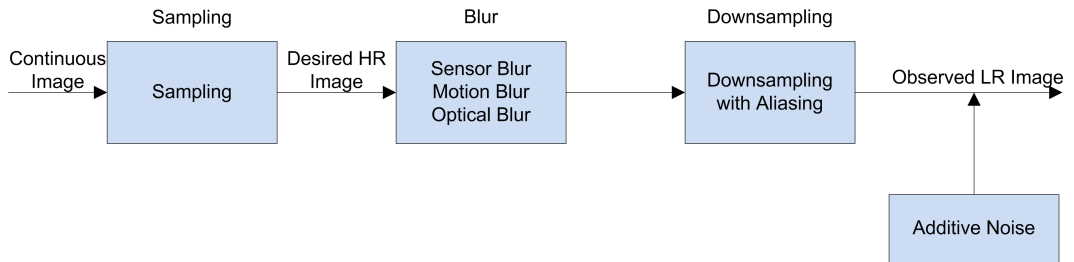 Sampling
Blur
Downsampling
Continuous
Image
Sampling
Desired HR
Image
Sensor Blur
Motion Blur
Optical Blur
Downsampling
with Aliasing
Observed LR Image
Additive Noise